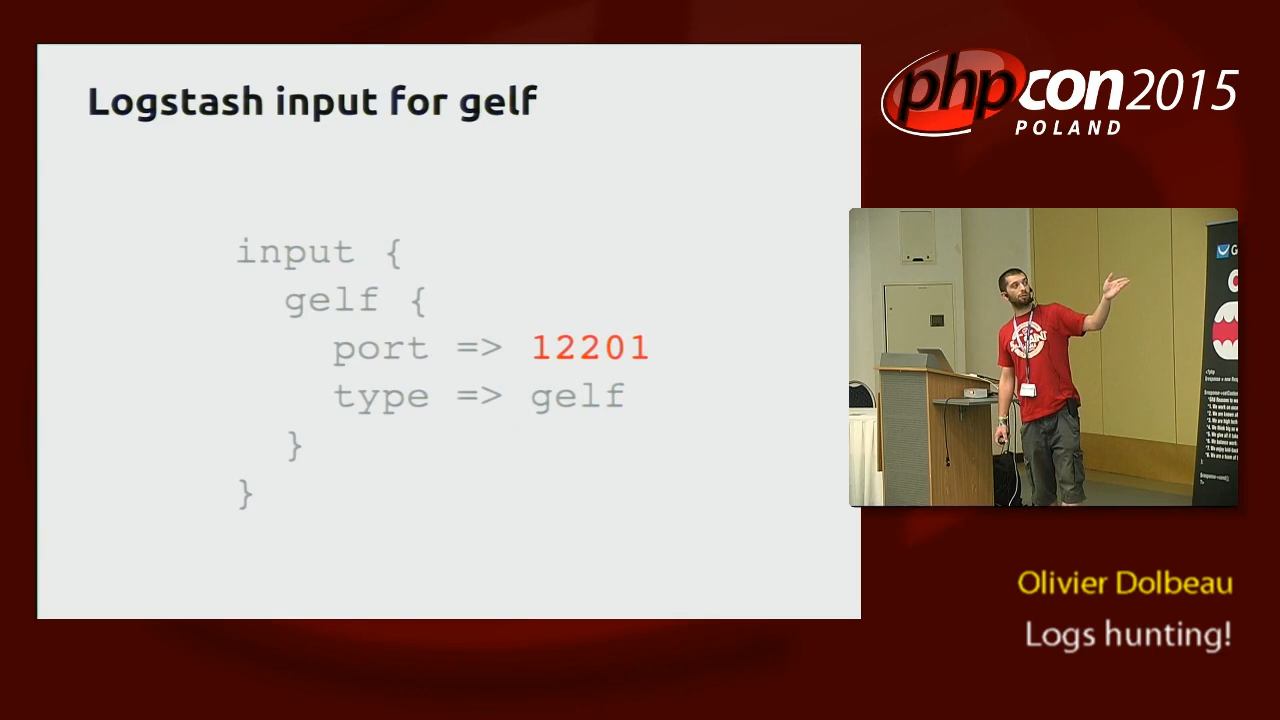 Logstash input for gelf
input {
gelf {
port => 12201
type => gelf
}
}
phpcon 2015
POLAND
Olivier Dolbeau
Logs hunting!